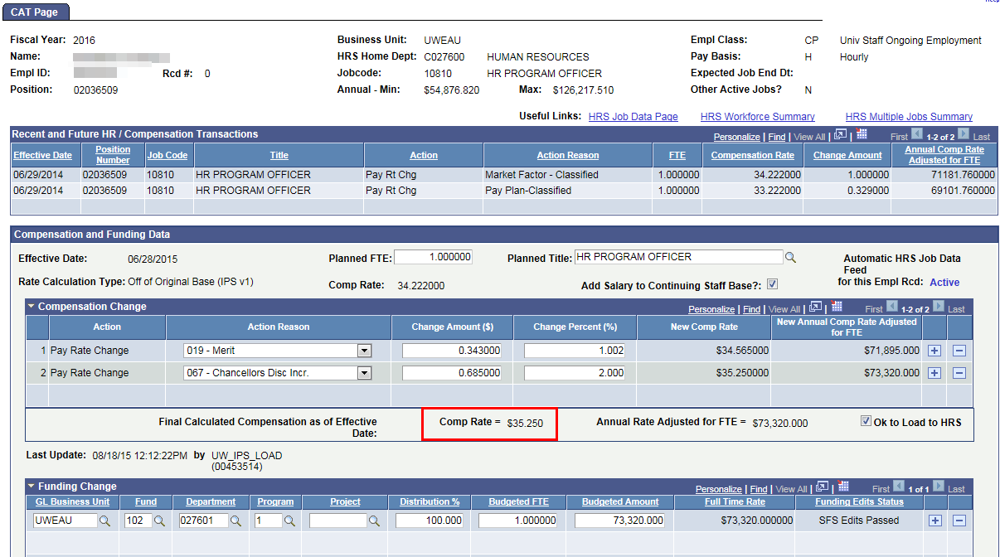 Help
CAT Page
Fiscal Year: 2016 Business Unit: UWEAU Empl Class: CP Univ Staff Ongoing Employment
Name: HRS Home Dept: C027600 HUMAN RESOURCES Pay Basis: H Hourly
Empl ID: Rcd #: 0 Jobcode: 10810 HR PROGRAM OFFICER Expected Job End Dt:
Position: 02036509 Annual - Min: $54,876.820 Max: $126,217.510 Other Active Jobs? N
Useful Links: HRS Job Data Page HRS Workforce Summary HRS Multiple Jobs Summary
Recent and Future HR / Compensation Transactions Personalize | Find | View All | | First 1-2 of 2 Last
Effective Date Position Number Job Code Title Action Action Reason FTE Compensation Rate Change Amount Annual Comp Rate Adjusted for FTE
06/29/2014 02036509 10810 HR PROGRAM OFFICER Pay Rt Chg Market Factor - Classified 1.000000 34.222000 1.000000 71181.760000
06/29/2014 02036509 10810 HR PROGRAM OFFICER Pay Rt Chg Pay Plan-Classified 1.000000 33.222000 0.329000 69101.760000
Compensation and Funding Data
Effective Date: 06/28/2015 Planned FTE: 1.000000 Planned Title: HR PROGRAM OFFICER Automatic HRS Job Data Feed
for this Empl Rcd: Active
Rate Calculation Type: Off of Original Base (IPS v1) Comp Rate: 34.222000 Add Salary to Continuing Staff Base?:
Compensation Change Personalize | Find | View All | | First 1-2 of 2 Last
Action Action Reason Change Amount ($) Change Percent (%) New Comp Rate New Annual Comp Rate Adjusted for FTE
1 Pay Rate Change 019 - Merit 0.343000 1.002 $34.565000 $71,895.000
2 Pay Rate Change 067 - Chancellors Disc Incr. 0.685000 2.000 $35.250000 $73,320.000
Final Calculated Compensation as of Effective Date: Comp Rate = $35.250 Annual Rate Adjusted for FTE = $73,320.000 Ok to Load to HRS
Last Update: 08/18/15 12:12:22PM by UW_IPS_LOAD
(00453514)
Funding Change Personalize | Find | View All | | First 1 of 1 Last
GL Business Unit Fund Department Program Project Distribution % Budgeted FTE Budgeted Amount Full Time Rate Funding Edits Status
UWEAU 102 027601 1 100.000 1.000000 73,320.000 $73,320.000000 SFS Edits Passed